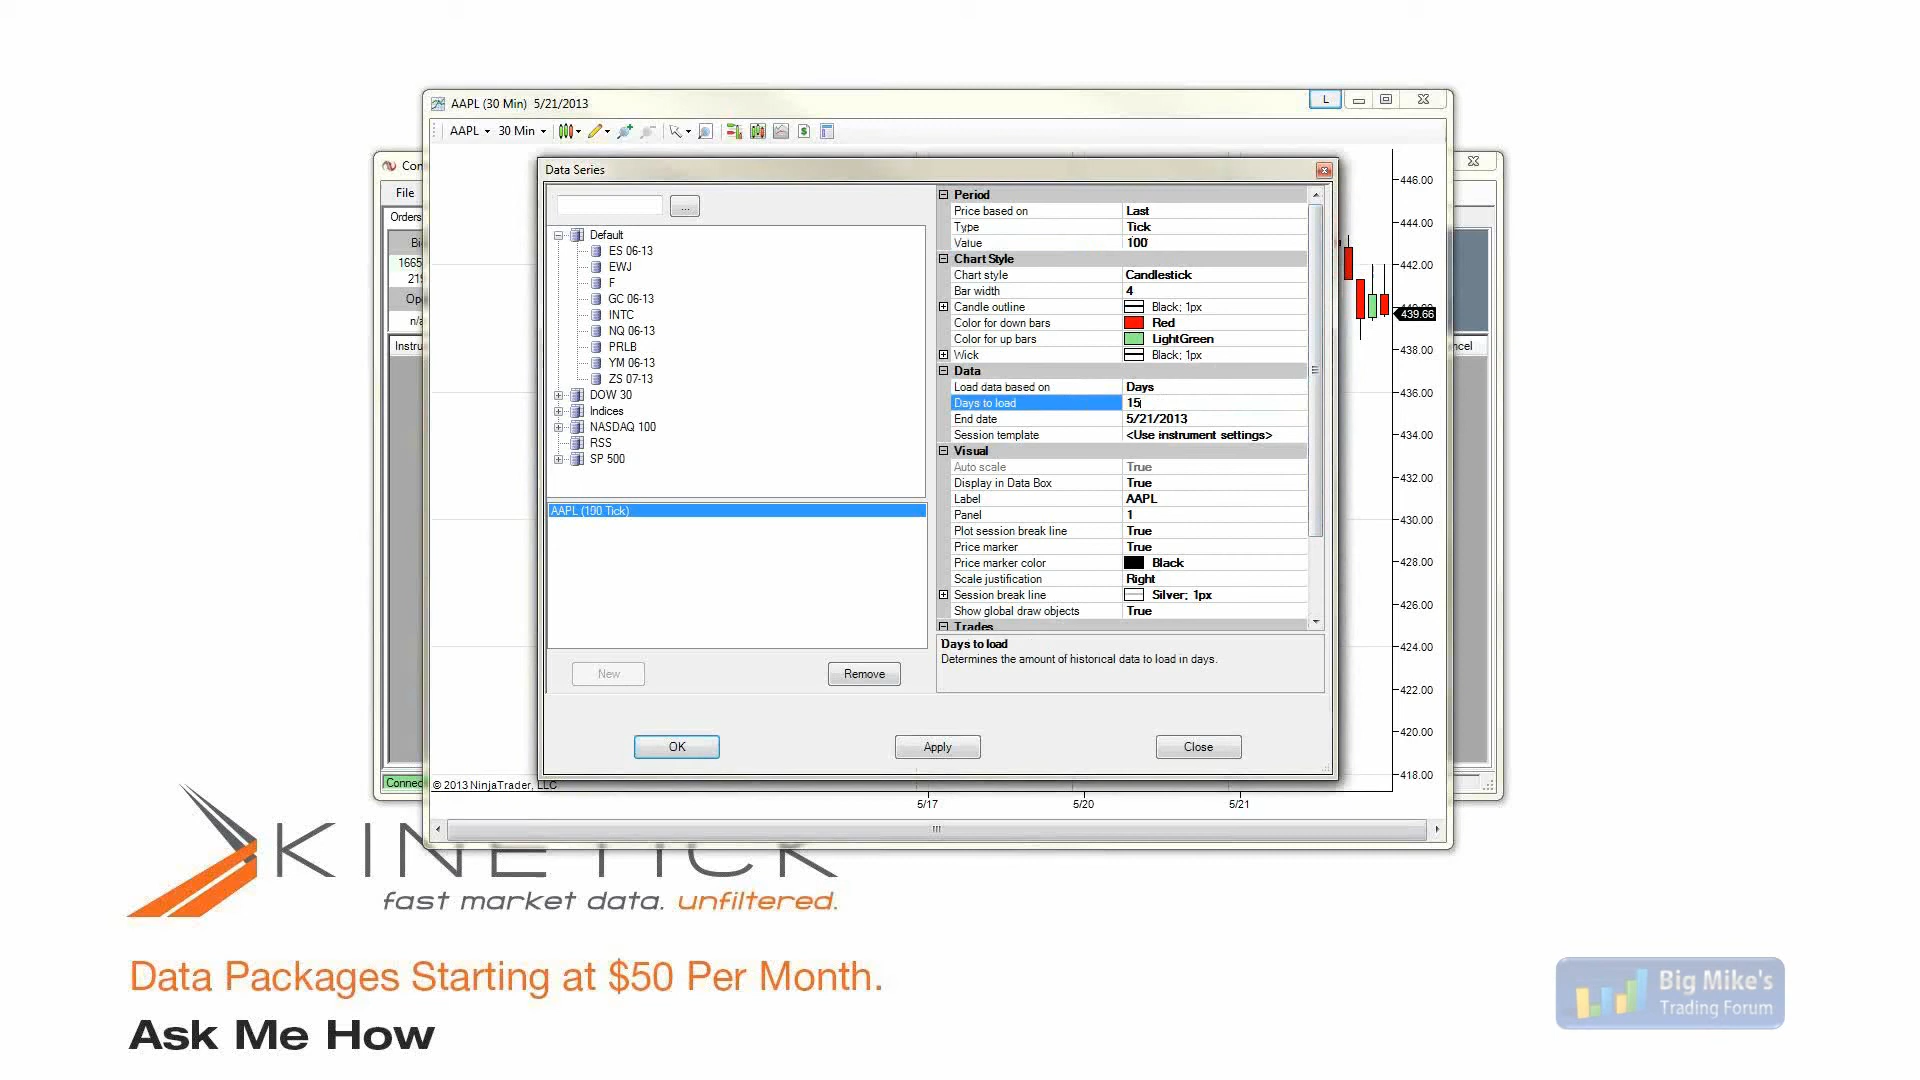 AAPL (30 Min) 5/21/2013
L
AAPL 30 Min
Con
File
Orders
1665
Op
n/a
Instru
Connec
ncel
Data Series
...
Default
ES 06-13
EWJ
F
GC 06-13
INTC
NQ 06-13
PRLB
YM 06-13
ZS 07-13
DOW 30
Indices
NASDAQ 100
RSS
SP 500
AAPL (100 Tick)
New
Remove
Period
Price based on Last
Type Tick
Value 100
Chart Style
Chart style Candlestick
Bar width 4
Candle outline Black; 1px
Color for down bars Red
Color for up bars LightGreen
Wick Black; 1px
Data
Load data based on Days
Days to load 15
End date 5/21/2013
Session template <Use instrument settings>
Visual
Auto scale True
Display in Data Box True
Label AAPL
Panel 1
Plot session break line True
Price marker True
Price marker color Black
Scale justification Right
Session break line Silver; 1px
Show global draw objects True
Trades
Days to load
Determines the amount of historical data to load in days.
OK
Apply
Close
446.00
444.00
442.00
439.66
438.00
436.00
434.00
432.00
430.00
428.00
426.00
424.00
422.00
420.00
418.00
© 2013 NinjaTrader, LLC
5/17
5/20
5/21
KINETICK
fast market data. unfiltered.
Data Packages Starting at $50 Per Month.
Ask Me How
Big Mike's
Trading Forum